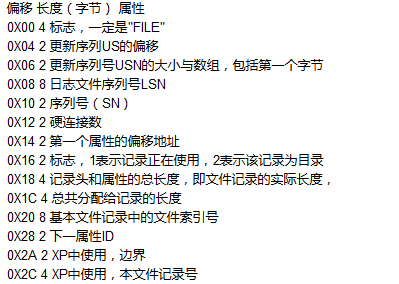 偏移 长度（字节） 属性
0X00 4 标志，一定是"FILE"
0X04 2 更新序列US的偏移
0X06 2 更新序列号USN的大小与数组，包括第一个字节
0X08 8 日志文件序列号LSN
0X10 2 序列号（SN）
0X12 2 硬连接数
0X14 2 第一个属性的偏移地址
0X16 2 标志，1表示记录正在使用，2表示该记录为目录
0X18 4 记录头和属性的总长度，即文件记录的实际长度，
0X1C 4 总共分配给记录的长度
0X20 8 基本文件记录中的文件索引号
0X28 2 下一属性ID
0X2A 2 XP中使用，边界
0X2C 4 XP中使用，本文件记录号